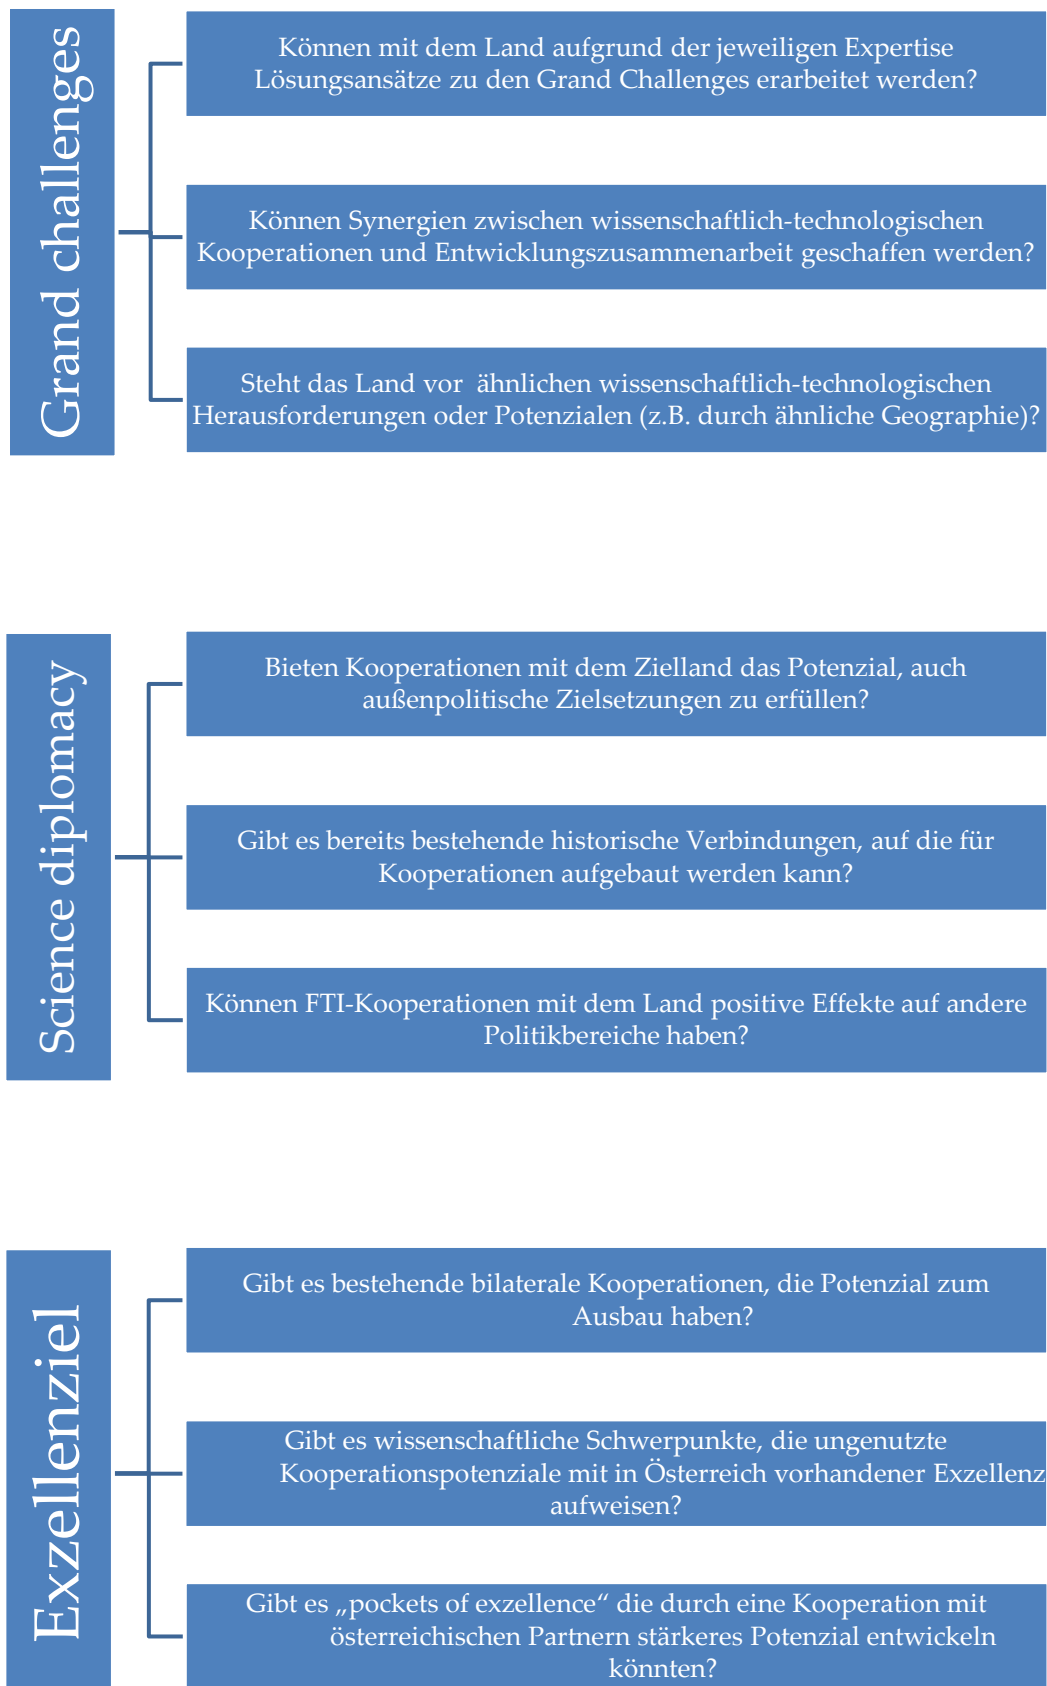 Grand challenges
Können mit dem Land aufgrund der jeweiligen Expertise
Lösungsansätze zu den Grand Challenges erarbeitet werden?
Können Synergien zwischen wissenschaftlich-technologischen
Kooperationen und Entwicklungszusammenarbeit geschaffen werden?
Steht das Land vor  ähnlichen wissenschaftlich-technologischen
Herausforderungen oder Potenzialen (z.B. durch ähnliche Geographie)?
Science diplomacy
Bieten Kooperationen mit dem Zielland das Potenzial, auch
außenpolitische Zielsetzungen zu erfüllen?
Gibt es bereits bestehende historische Verbindungen, auf die für
Kooperationen aufgebaut werden kann?
Können FTI-Kooperationen mit dem Land positive Effekte auf andere
Politikbereiche haben?
Exzellenziel
Gibt es bestehende bilaterale Kooperationen, die Potenzial zum
Ausbau haben?
Gibt es wissenschaftliche Schwerpunkte, die ungenutzte
Kooperationspotenziale mit in Österreich vorhandener Exzellenz
aufweisen?
Gibt es „pockets of exzellence“ die durch eine Kooperation mit
österreichischen Partnern stärkeres Potenzial entwickeln
könnten?